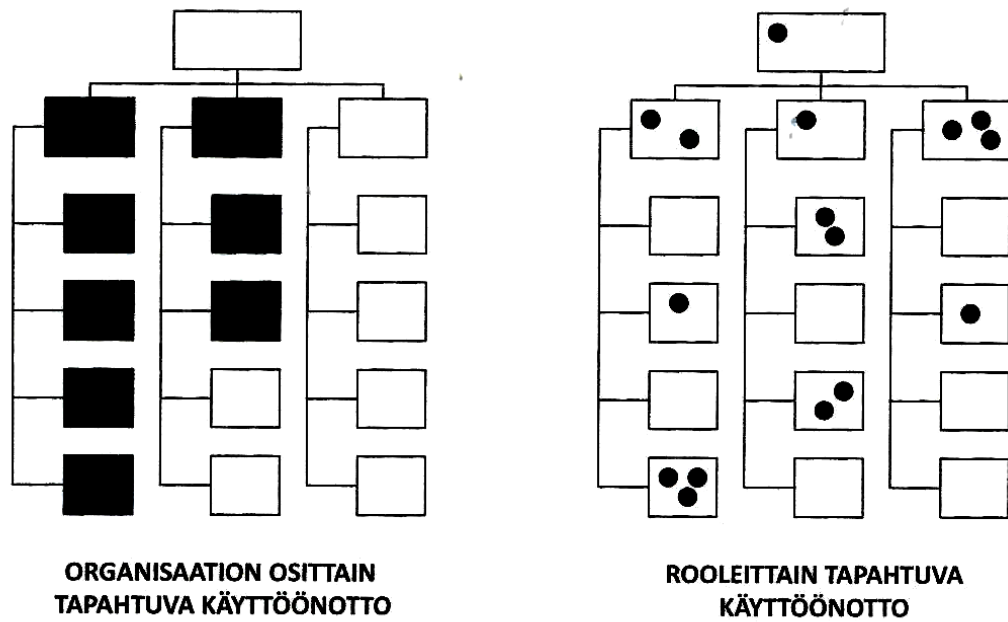 ORGANISAATION OSITTAIN
TAPAHTUVA KÄYTTÖÖNOTTO
ROOLEITTAIN TAPAHTUVA
KÄYTTÖÖNOTTO